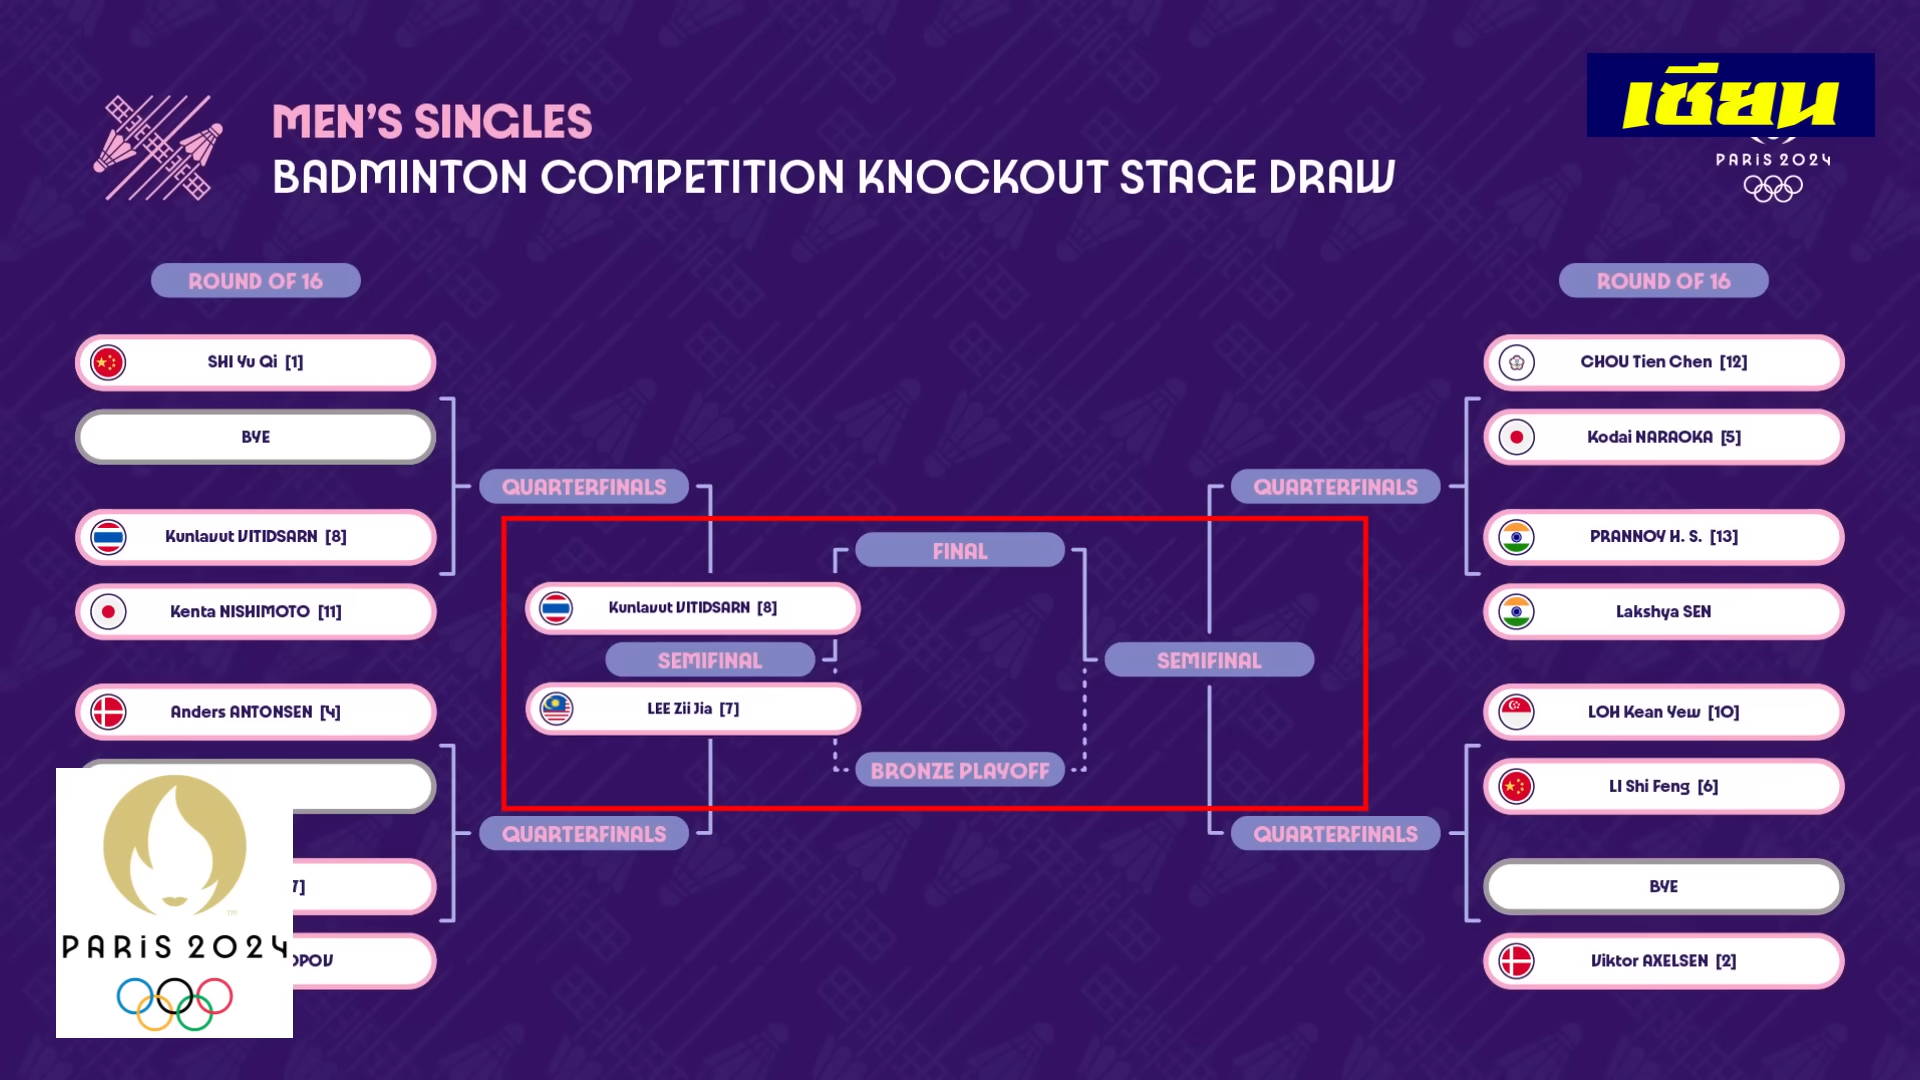 MEN'S SINGLES
BADMINTON COMPETITION KNOCKOUT STAGE DRAW
เซียน
PARIS 2024
ROUND OF 16
SHI Yu Qi [1]
BYE
Kunlavut VITIDSARN [8]
Kenta NISHIMOTO [11]
Anders ANTONSEN [4]
7]
OPOV
QUARTERFINALS
QUARTERFINALS
Kunlavut VITIDSARN [8]
SEMIFINAL
LEE Zii Jia [7]
FINAL
BRONZE PLAYOFF
SEMIFINAL
QUARTERFINALS
QUARTERFINALS
ROUND OF 16
CHOU Tien Chen [12]
Kodai NARAOKA [5]
PRANNOY H. S. [13]
Lakshya SEN
LOH Kean Yew [10]
LI Shi Feng [6]
BYE
Viktor AXELSEN [2]
PARIS 2024